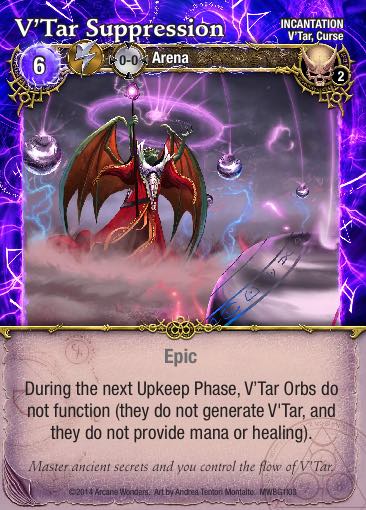 V'Tar Suppression
INCANTATION
V'Tar, Curse
6
0-0
Arena
2
Epic
During the next Upkeep Phase, V'Tar Orbs do
not function (they do not generate V'Tar, and
they do not provide mana or healing).
Master ancient secrets and you control the flow of V'Tar.
©2014 Arcane Wonders. Art by Andrea Tentori Montalto. MWBG1I03